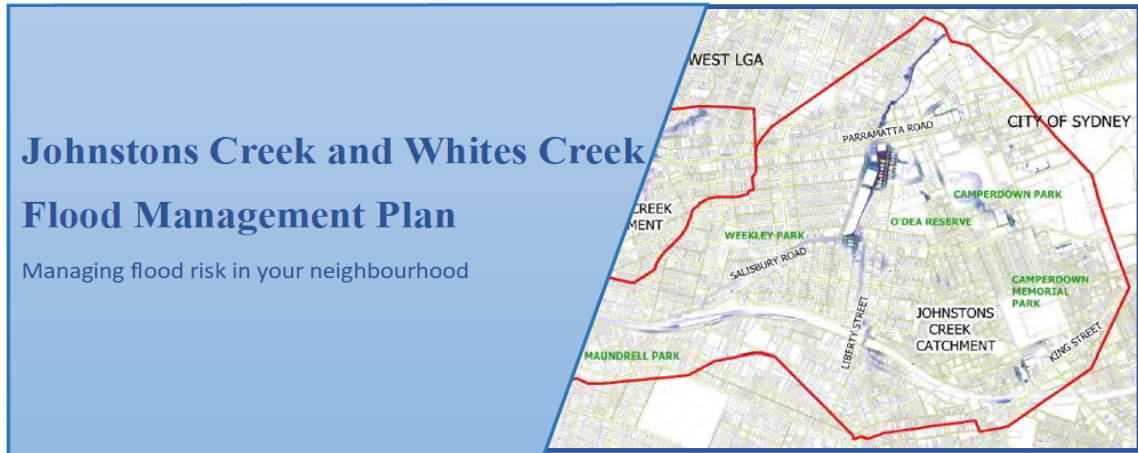 Johnstons Creek and Whites Creek
Flood Management Plan
Managing flood risk in your neighbourhood
WEST LGA
PARRAMATTA ROAD
CITY OF SYDNEY
CAMPERDOWN PARK
O'DEA RESERVE
CREEK
MENT
WEEKLEY PARK
SALISBURY ROAD
CAMPERDOWN
MEMORIAL
PARK
LIBERTY STREET
JOHNSTONS
CREEK
CATCHMENT
KING STREET
MAUNDRELL PARK